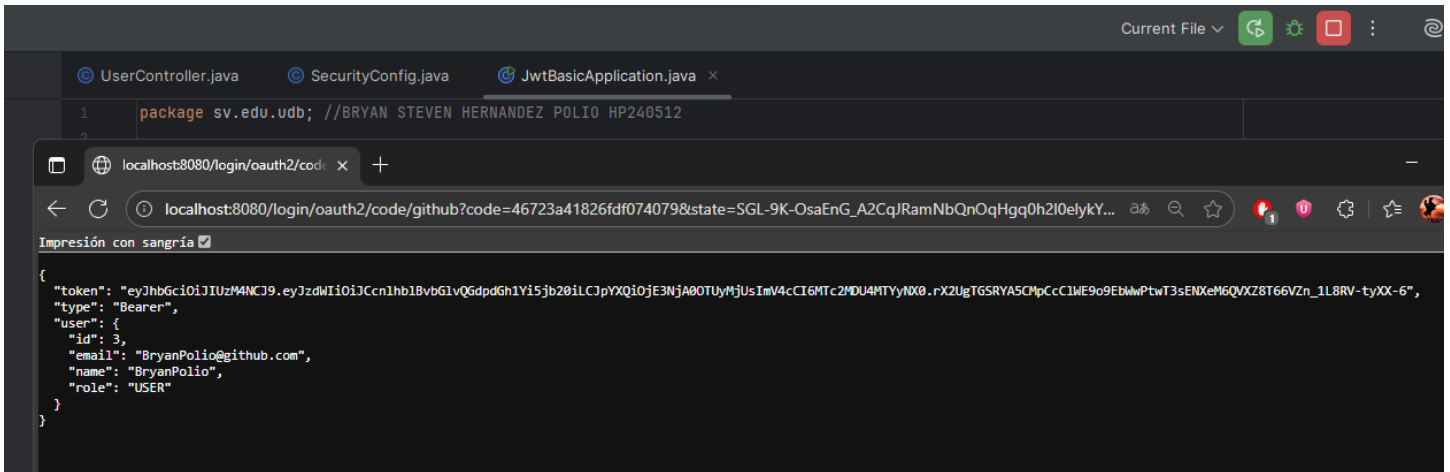 Current File
UserController.java SecurityConfig.java JwtBasicApplication.java
1 package sv.edu.udb; //BRYAN STEVEN HERNANDEZ POLIO HP240512
2
localhost:8080/login/oauth2/code
localhost:8080/login/oauth2/code/github?code=46723a41826fdf074079&state=SGL-9K-OsaEnG_A2CqJRamNbQnOqHgq0h2I0elykY...
Impresión con sangría
{
"token": "eyJhbGciOiJIUzM4NCJ9.eyJzdWIiOiJCcnlhblBvbGlvQGdpdGh1Yi5jb20iLCJpYXQiOjE3NjA0OTUyMjUsImV4cCI6MTc2MDU4MTYyNX0.rX2UgTGSRYA5CMpCcClWE9o9EbWwPtwT3sENXeM6QVXZ8T66VZn_1L8RV-tyXX-6",
"type": "Bearer",
"user": {
"id": 3,
"email": "BryanPolio@github.com",
"name": "BryanPolio",
"role": "USER"
}
}